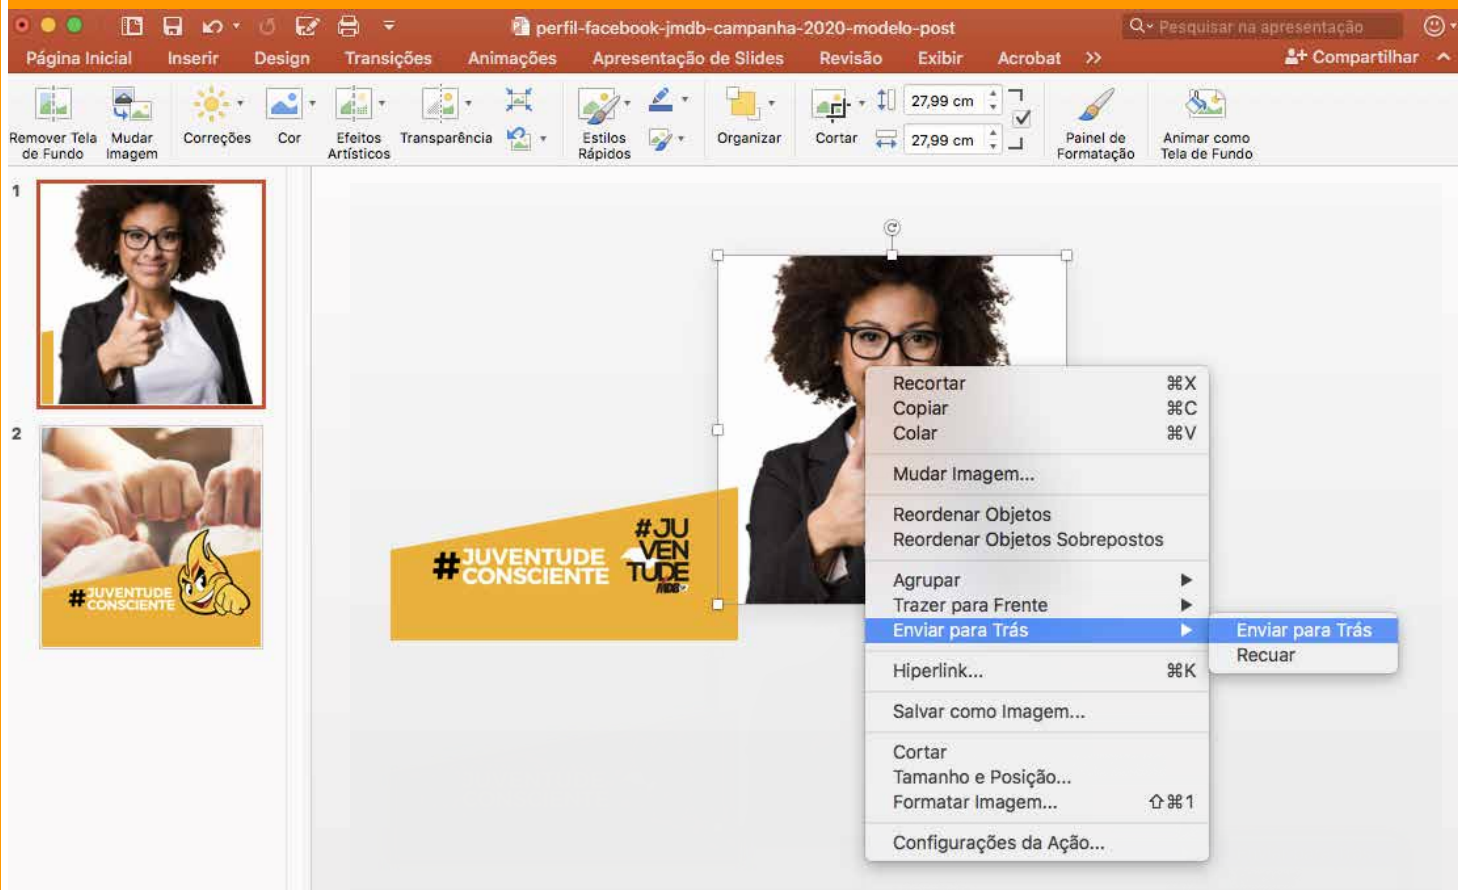 perfil-facebook-jmdb-campanha-2020-modelo-post
Pesquisar na apresentação
Página Inicial Inserir Design Transições Animações Apresentação de Slides Revisão Exibir Acrobat >> Compartilhar
27,99 cm
Remover Tela de Fundo
Mudar Imagem
Correções
Cor
Efeitos Artísticos
Transparência
Estilos Rápidos
Organizar
Cortar
27,99 cm
Painel de Formatação
Animar como Tela de Fundo
1
2
#JUVENTUDE
CONSCIENTE
#JUVENTUDE
CONSCIENTE
#JU
VEN
TUDE
MDB
Recortar ⌘X
Copiar ⌘C
Colar ⌘V
Mudar Imagem...
Reordenar Objetos
Reordenar Objetos Sobrepostos
Agrupar
Trazer para Frente
Enviar para Trás
Enviar para Trás
Recuar
Hiperlink... ⌘K
Salvar como Imagem...
Cortar
Tamanho e Posição...
Formatar Imagem... ⇧⌘1
Configurações da Ação...